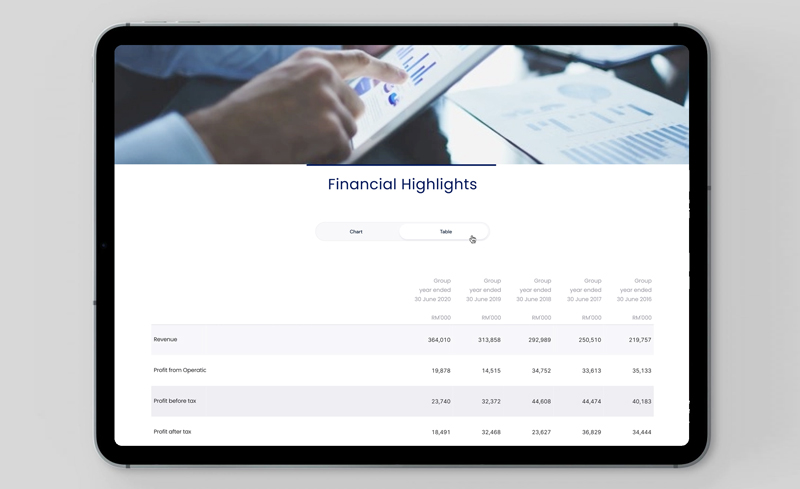 Financial Highlights
Chart Table
Group Group Group Group Group
year ended year ended year ended year ended year ended
30 June 2020 30 June 2019 30 June 2018 30 June 2017 30 June 2016
RM'000 RM'000 RM'000 RM'000 RM'000
Revenue 364,010 313,858 292,989 250,510 219,757
Profit from Operatic 19,878 14,515 34,752 33,613 35,133
Profit before tax 23,740 32,372 44,608 44,474 40,183
Profit after tax 18,491 32,468 23,627 36,829 34,444